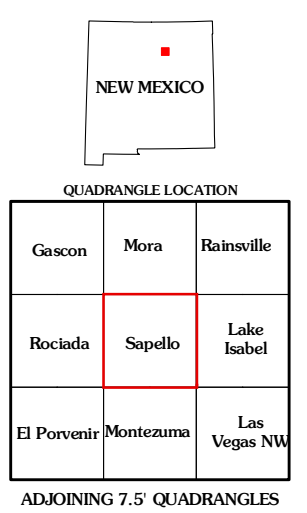 NEW MEXICO
QUADRANGLE LOCATION
Gascon
Mora
Rainsville
Rociada
Sapello
Lake
Isabel
El Porvenir
Montezuma
Las
Vegas NW
ADJOINING 7.5' QUADRANGLES